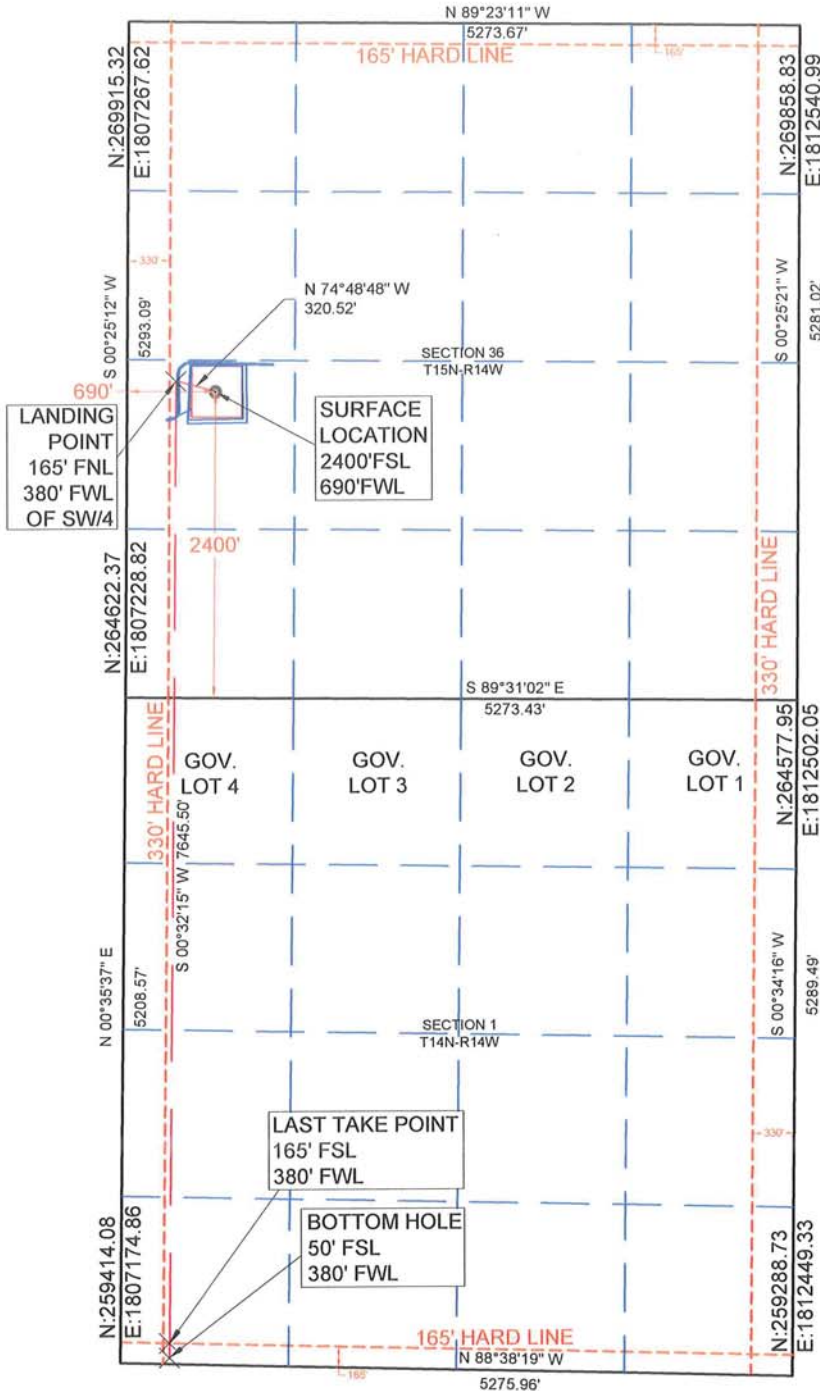 N 89°23'11" W
5273.67'
165' HARD LINE
165'
N:269915.32
E:1807267.62
N:269858.83
E:1812540.99
330'
S 00°25'12" W
5293.09'
N 74°48'48" W
320.52'
S 00°25'21" W
5281.02'
SECTION 36
T15N-R14W
690'
LANDING
POINT
165' FNL
380' FWL
OF SW/4
SURFACE
LOCATION
2400'FSL
690'FWL
2400'
N:264622.37
E:1807228.82
330' HARD LINE
S 89°31'02" E
5273.43'
N:264577.95
E:1812502.05
GOV.
LOT 4
GOV.
LOT 3
GOV.
LOT 2
GOV.
LOT 1
330' HARD LINE
S 00°32'15" W 7645.50'
N 00°35'37" E
5208.57'
S 00°34'16" W
5289.49'
SECTION 1
T14N-R14W
LAST TAKE POINT
165' FSL
380' FWL
330'
BOTTOM HOLE
50' FSL
380' FWL
N:259414.08
E:1807174.86
N:259288.73
E:1812449.33
165' HARD LINE
165'
N 88°38'19" W
5275.96'